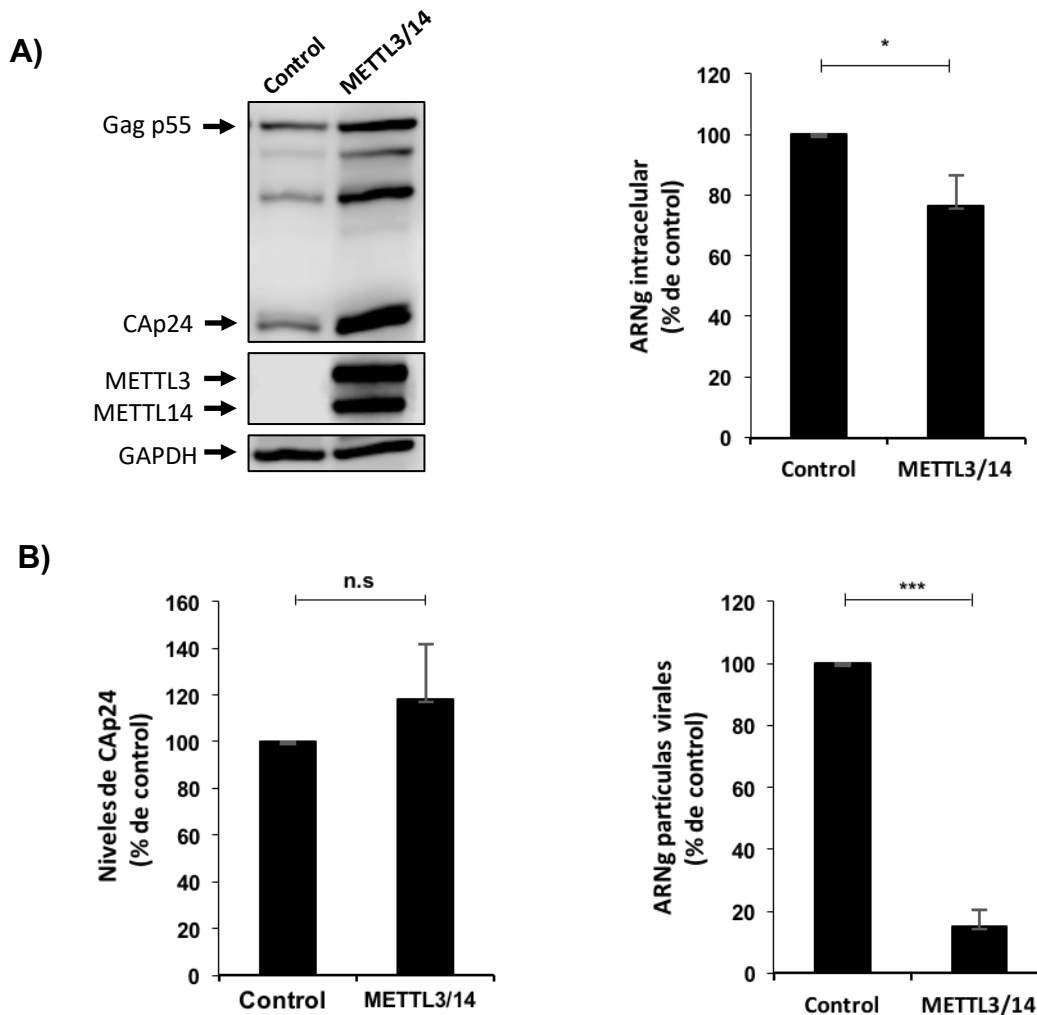 A)
Control
METTL3/14
Gag p55
CAp24
METTL3
METTL14
GAPDH
ARNg intracelular
(% de control)
120
100
80
60
40
20
0
*
Control
METTL3/14
B)
Niveles de CAp24
(% de control)
160
140
120
100
80
60
40
20
0
n.s
Control
METTL3/14
ARNg partículas virales
(% de control)
120
100
80
60
40
20
0
***
Control
METTL3/14